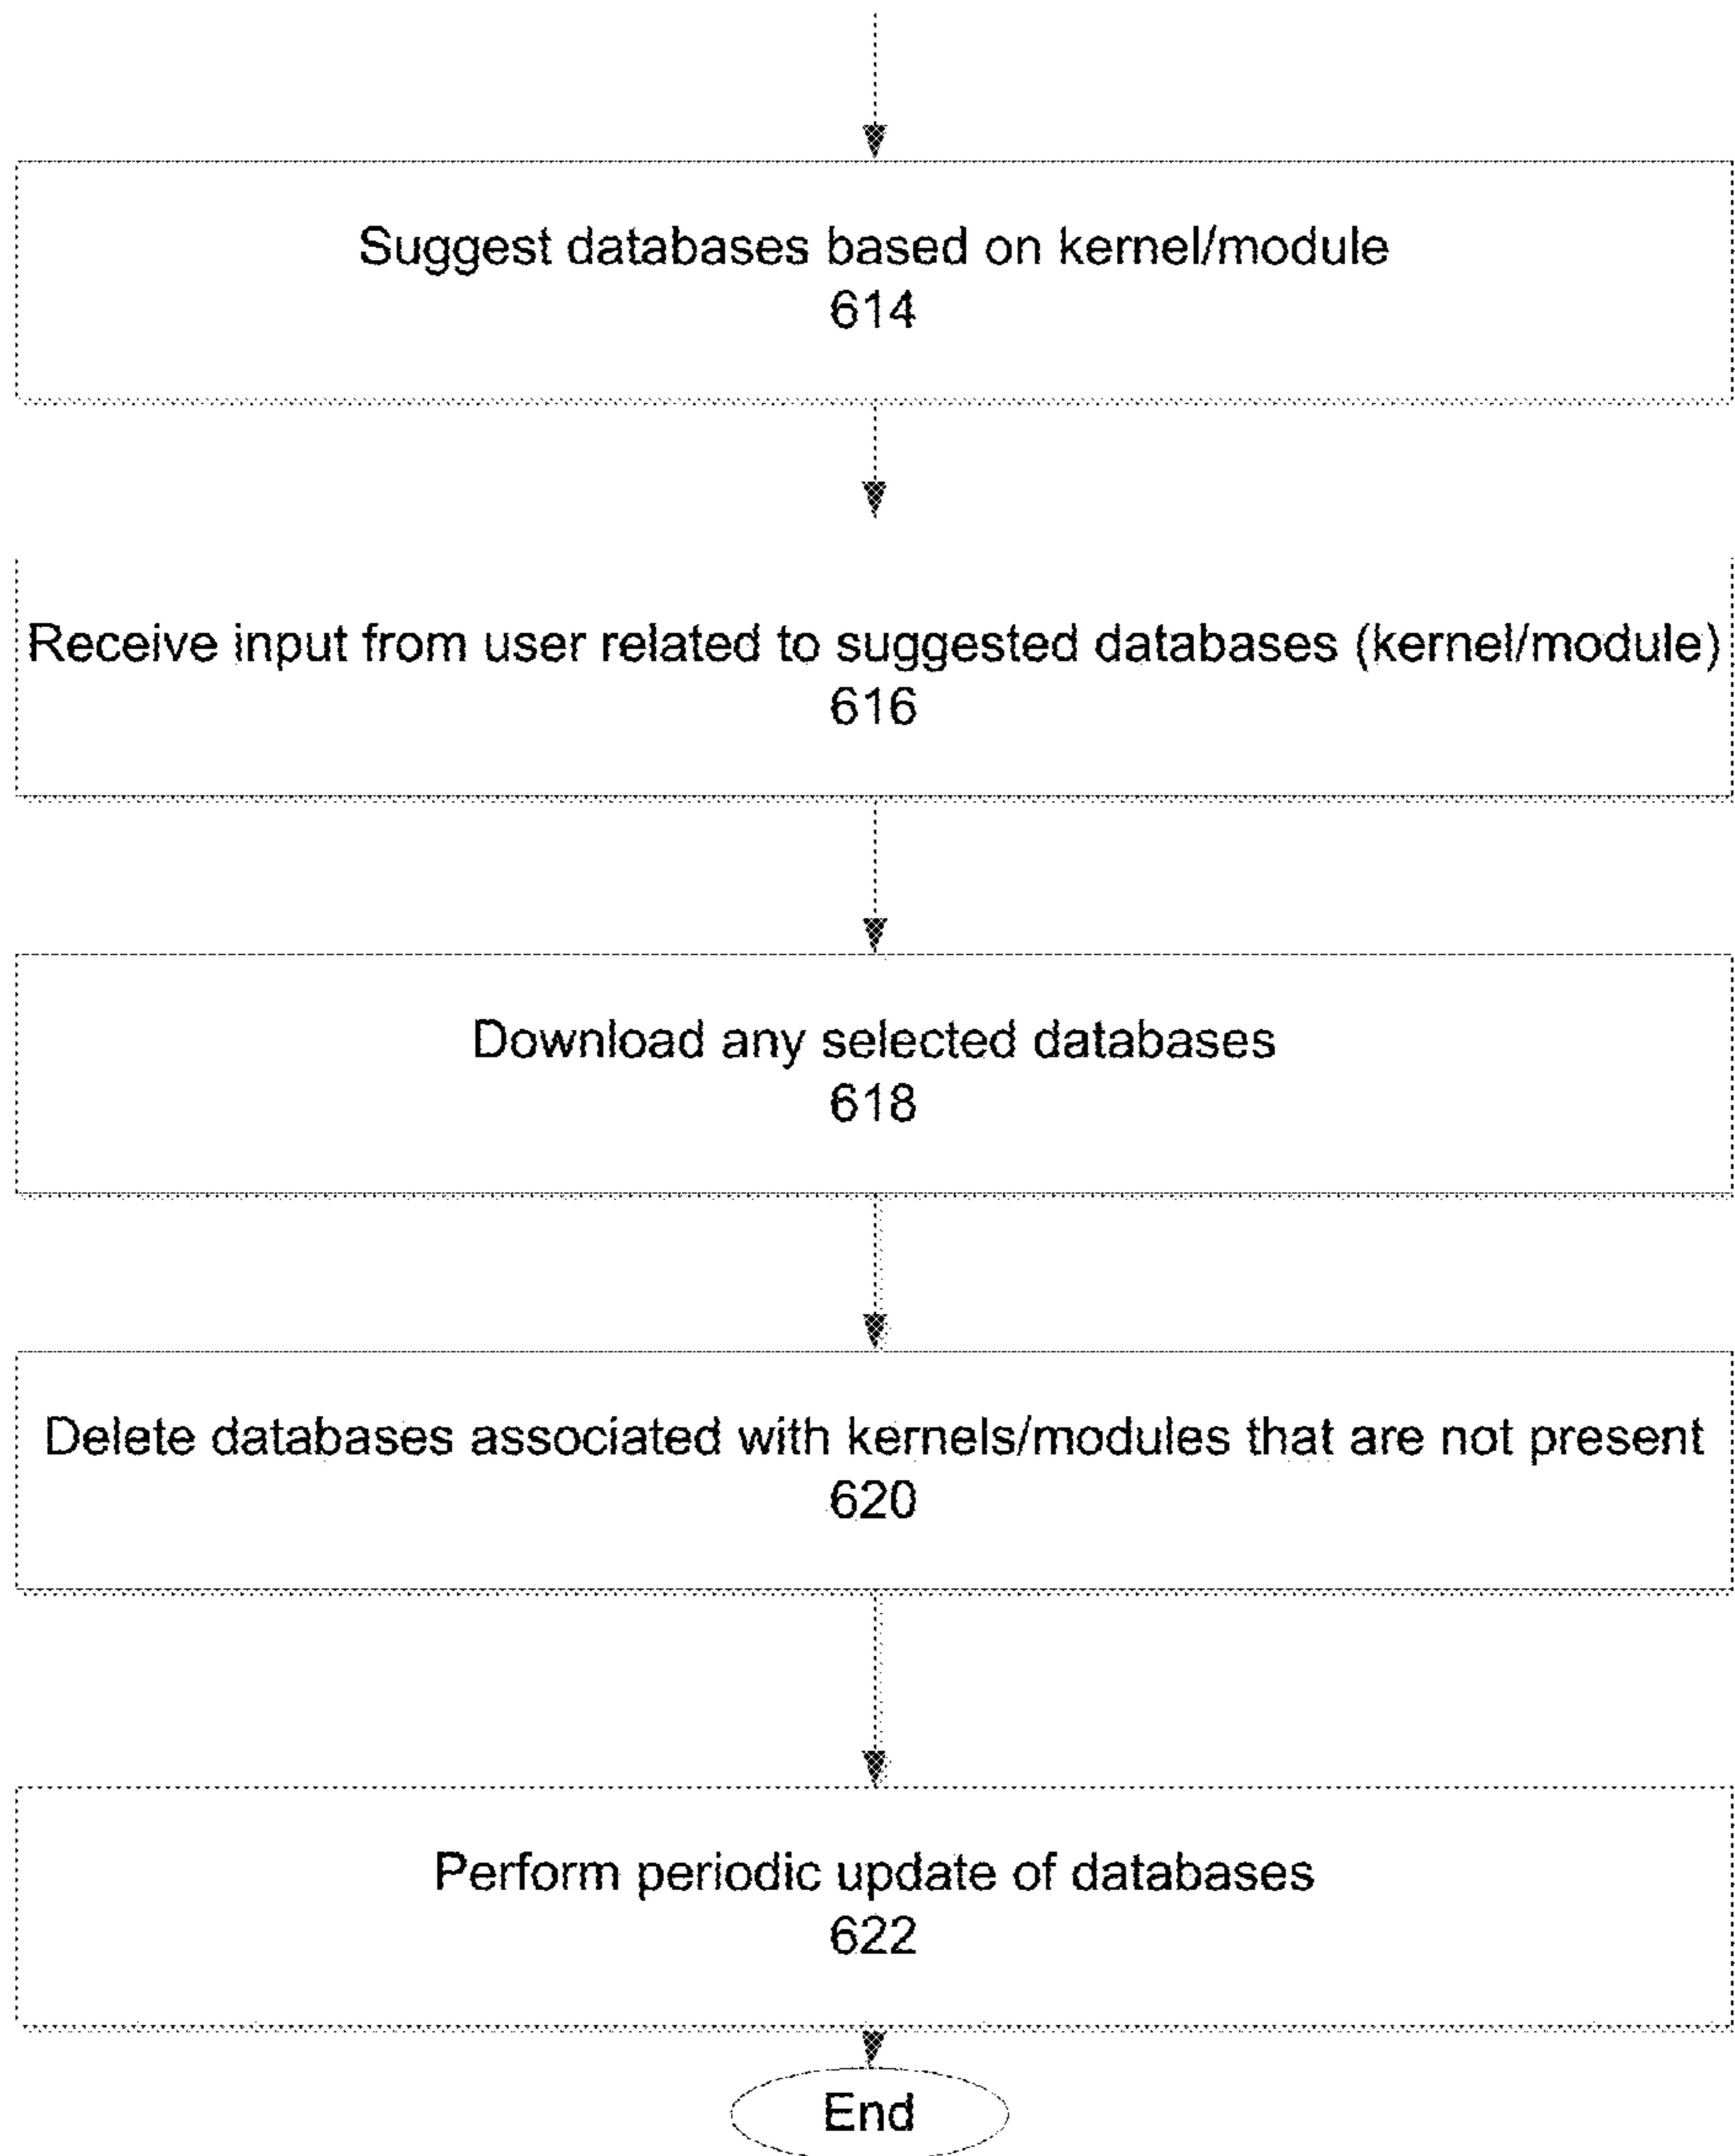 Suggest databases based on kernel/module
614
Receive input from user related to suggested databases (kernel/module)
616
Download any selected databases
618
Delete databases associated with kernels/modules that are not present
620
Perform periodic update of databases
622
End